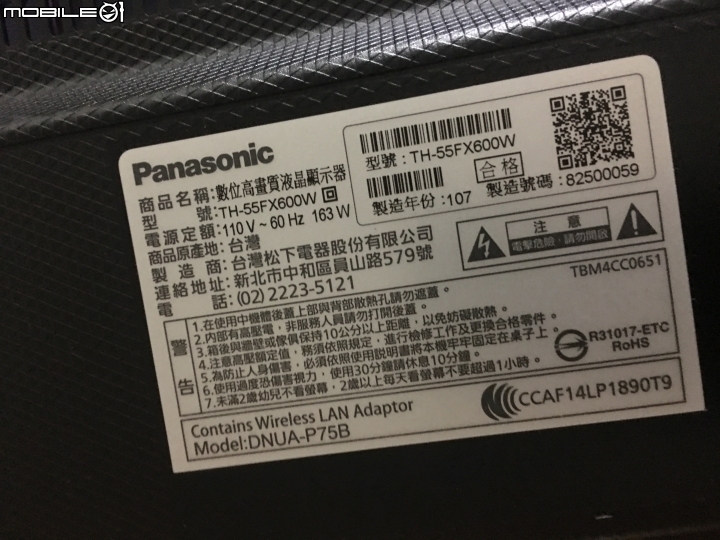 MOBILE01
Panasonic
商品名稱:數位高畫質液晶顯示器
型 號:TH-55FX600W
電源定額:110 V ~ 60 Hz 163 W
商品原產地:台灣
製 造 商:台灣松下電器股份有限公司
連絡地址:新北市中和區員山路579號
電 話:(02) 2223-5121
型號:TH-55FX600W
合格
製造年份:107
製造號碼:82500059
注 意
電擊危險,請勿開啟
TBM4CC0651
警告
1.在使用中機體後蓋上部與背部散熱孔請勿遮蓋。
2.內部有高壓電,非服務人員請勿打開後蓋。
3.箱後與牆壁或傢俱保持10公分以上距離,以免妨礙散熱。
4.注意高壓額定值,務須依照規定,進行檢修工作及更換合格零件。
5.為防止人身傷害,必須依照使用說明書將本機牢牢固定在桌子上。
6.使用過度恐傷害視力,使用30分鐘請休息10分鐘。
7.未滿2歲幼兒不看螢幕,2歲以上每天看螢幕不要超過1小時。
R31017-ETC
RoHS
Contains Wireless LAN Adaptor
Model:DNUA-P75B
CCAF14LP1890T9